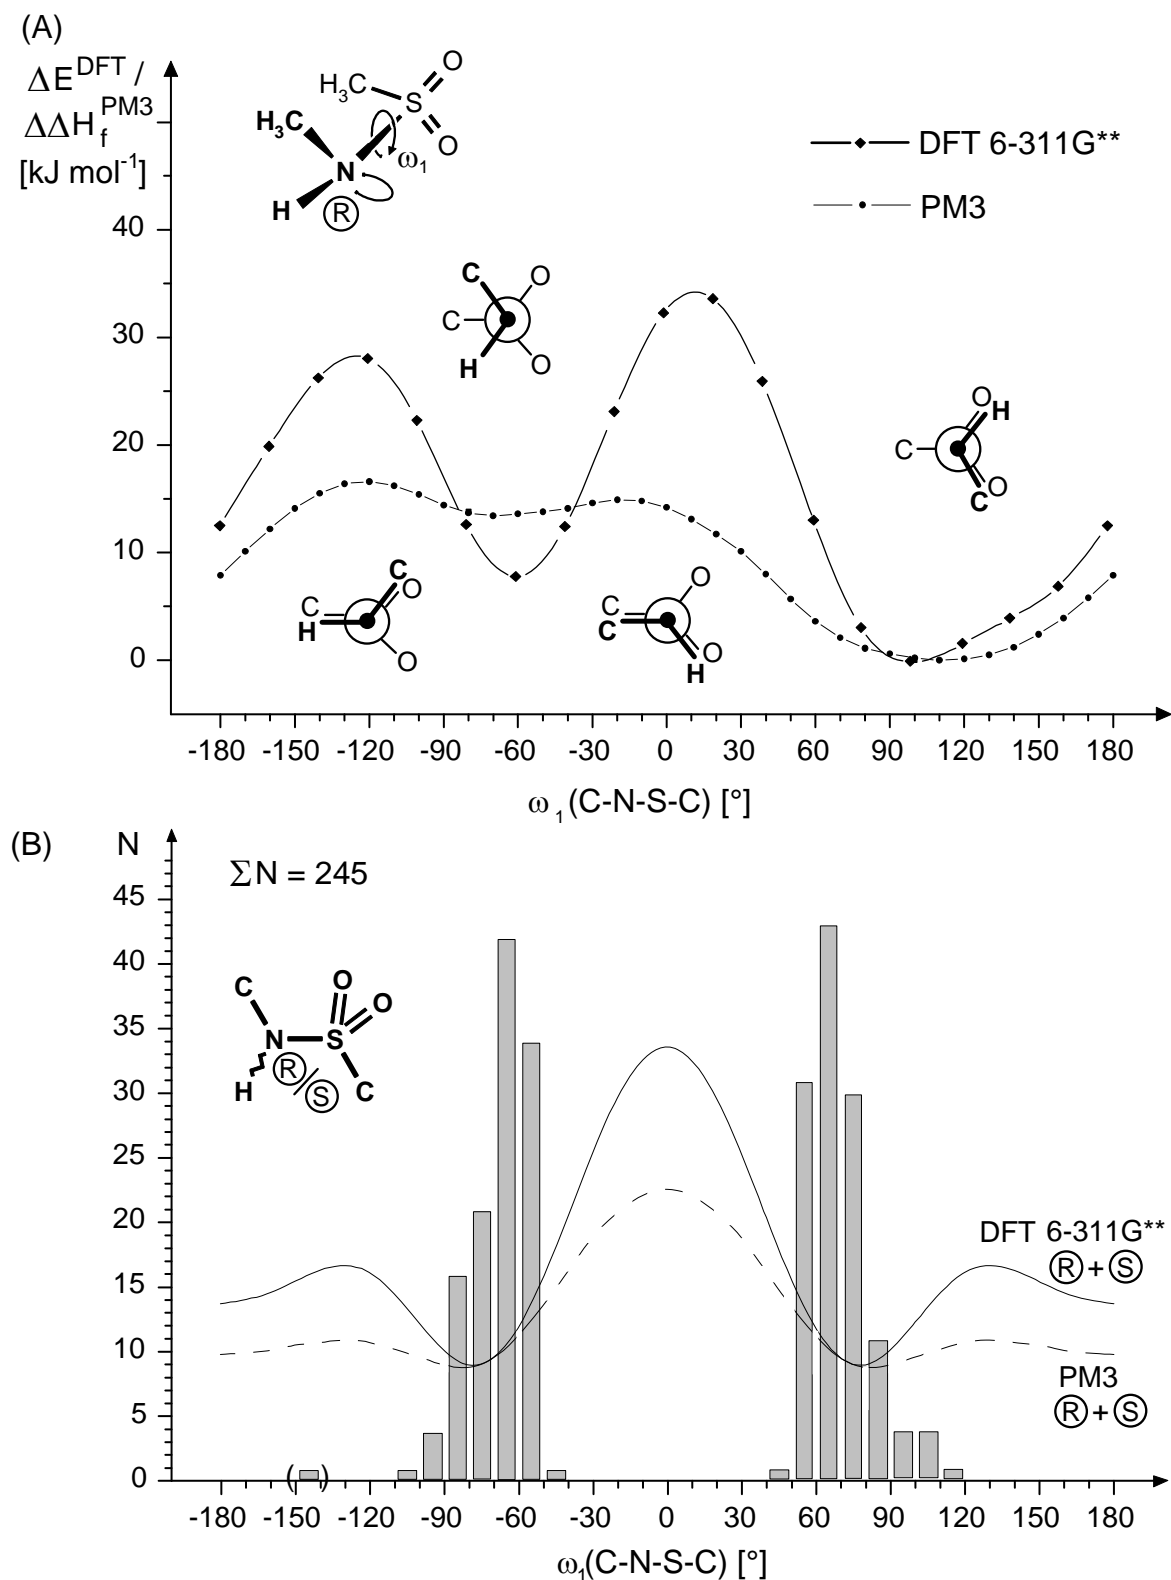 (A)
ΔE^DFT /
ΔΔH_f^PM3
[kJ mol⁻¹]
H₃C
S
O
O
H₃C
N
ω₁
H
R
DFT 6-311G**
PM3
40
30
20
10
0
C
O
C
H
O
C
O
H
O
C
C
C
O
H
O
O
C
C
O
H
-180 -150 -120 -90 -60 -30 0 30 60 90 120 150 180
ω₁(C-N-S-C) [°]
(B)
N
ΣN = 245
45
40
35
30
25
20
15
10
5
0
C
O
O
N
S
R/S
H
C
DFT 6-311G**
R + S
PM3
R + S
( )
-180 -150 -120 -90 -60 -30 0 30 60 90 120 150 180
ω₁(C-N-S-C) [°]